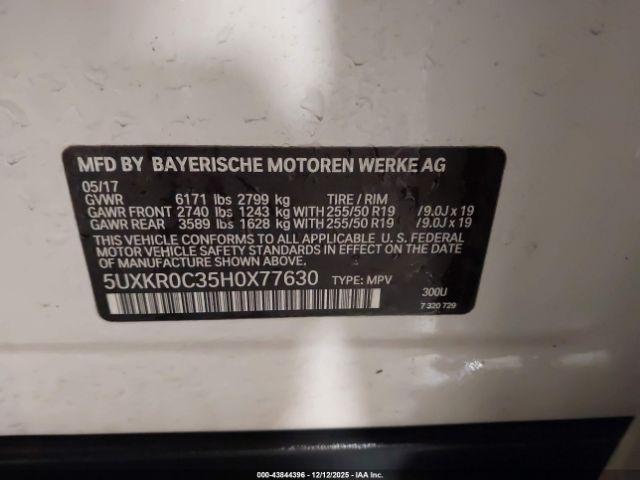 MFD BY BAYERISCHE MOTOREN WERKE AG
05/17
GVWR 6171 lbs 2799 kg TIRE / RIM
GAWR FRONT 2740 lbs 1243 kg WITH 255/50 R19 /9.0J x 19
GAWR REAR 3589 lbs 1628 kg WITH 255/50 R19 /9.0J x 19
THIS VEHICLE CONFORMS TO ALL APPLICABLE U. S. FEDERAL
MOTOR VEHICLE SAFETY STANDARDS IN EFFECT ON THE DATE
OF MANUFACTURE SHOWN ABOVE.
5UXKR0C35H0X77630 TYPE: MPV
300U
7 320 729
000-43844396 - 12/12/2025 - IAA Inc.